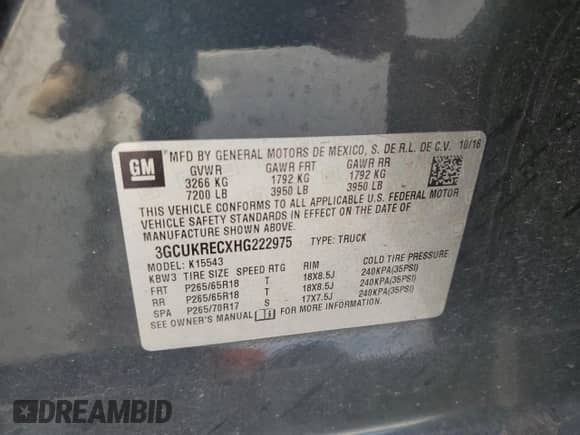 GM
MFD BY GENERAL MOTORS DE MEXICO, S. DE R.L. DE C.V. 10/16
GVWR GAWR FRT GAWR RR
3266 KG 1792 KG 1792 KG
7200 LB 3950 LB 3950 LB
THIS VEHICLE CONFORMS TO ALL APPLICABLE U.S. FEDERAL MOTOR
VEHICLE SAFETY STANDARDS IN EFFECT ON THE DATE OF
MANUFACTURE SHOWN ABOVE.
3GCUKRECXHG222975 TYPE: TRUCK
MODEL: K15543
KBW3 TIRE SIZE SPEED RTG RIM COLD TIRE PRESSURE
FRT P265/65R18 T 18X8.5J 240KPA(35PSI)
RR P265/65R18 T 18X8.5J 240KPA(35PSI)
SPA P265/70R17 S 17X7.5J 240KPA(35PSI)
SEE OWNER'S MANUAL FOR MORE INFORMATION.
DREAMBID